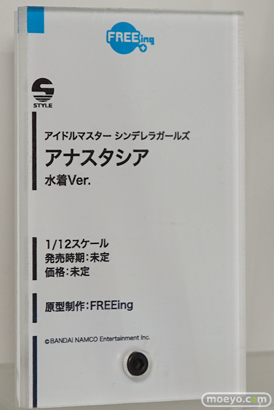 FREEing
S
STYLE
アイドルマスター シンデレラガールズ
アナスタシア
水着Ver.
1/12スケール
発売時期:未定
価格:未定
原型制作:FREEing
©BANDAI NAMCO Entertainment Inc.
moeyo.com